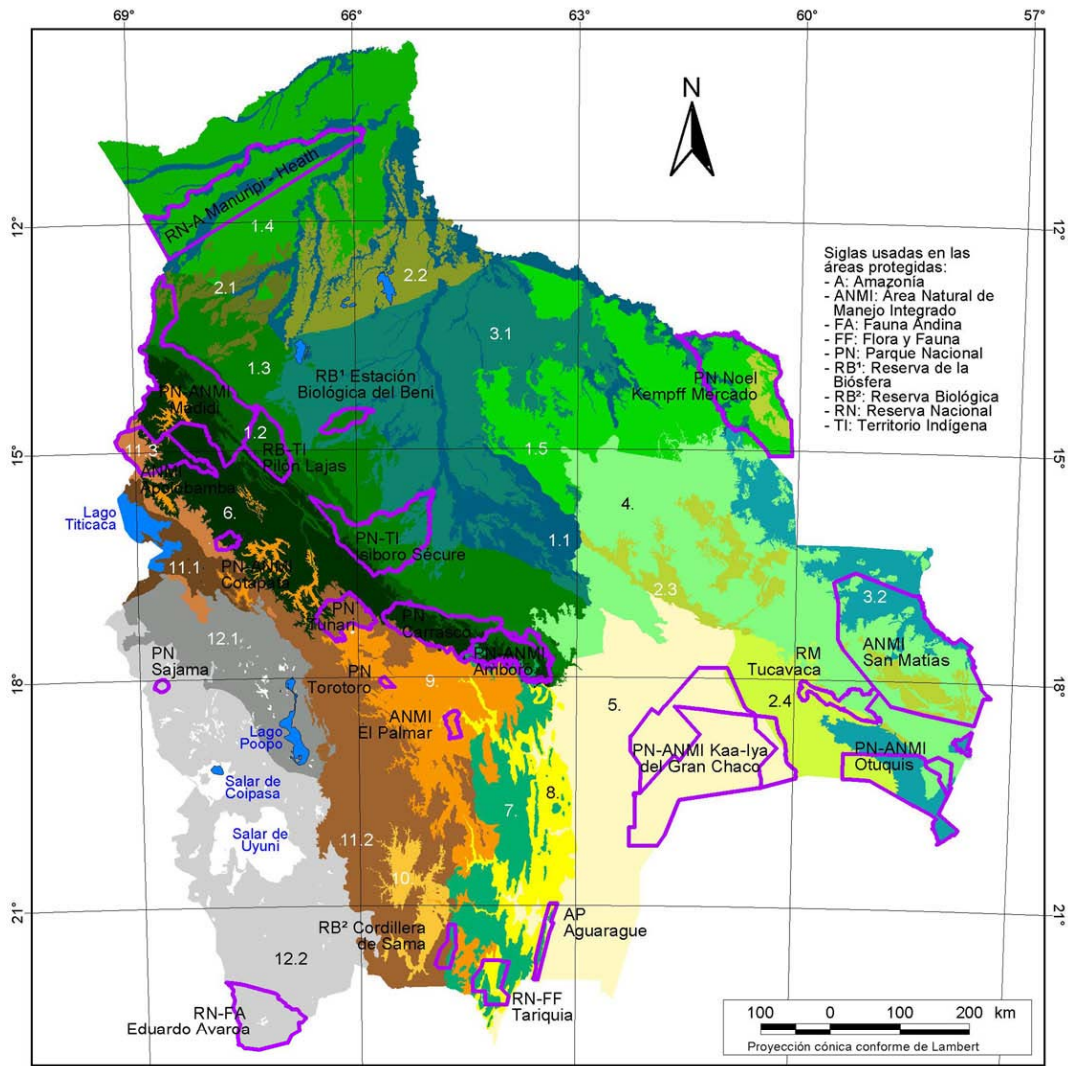 69°
66°
63°
60°
57°
N
RN-A Manuripi - Heath
12°
12°
1.4
2.1
2.2
Siglas usadas en las
áreas protegidas:
- A: Amazonía
- ANMI: Área Natural de
Manejo Integrado
- FA: Fauna Andina
- FF: Flora y Fauna
- PN: Parque Nacional
- RB¹: Reserva de la
Biósfera
- RB²: Reserva Biológica
- RN: Reserva Nacional
- TI: Territorio Indígena
3.1
1.3
RB¹ Estación
Biológica del Beni
PN Noel
Kempff Mercado
PN-ANMI
Madidi
1.2
RB-TI
Pilón Lajas
1.5
15°
15°
11.3
ANMI
Apolobamba
Lago
Titicaca
6.
4.
PN-TI
Isiboro Sécure
1.1
11.1
PN-ANMI
Cotapata
2.3
3.2
PN
Tunari
PN
Carrasco
12.1
PN-ANMI
Amboró
ANMI
San Matías
PN
Sajama
PN
Torotoro
RM
Tucavaca
18°
18°
9.
2.4
5.
ANMI
El Palmar
Lago
Poopo
PN-ANMI Kaa-Iya
del Gran Chaco
PN-ANMI
Otuquis
Salar de
Coipasa
7.
8.
Salar de
Uyuni
11.2
10
21°
21°
RB² Cordillera
de Sama
AP
Aguarague
12.2
RN-FF
Tariquia
RN-FA
Eduardo Avaroa
100 0 100 200 km
Proyección cónica conforme de Lambert